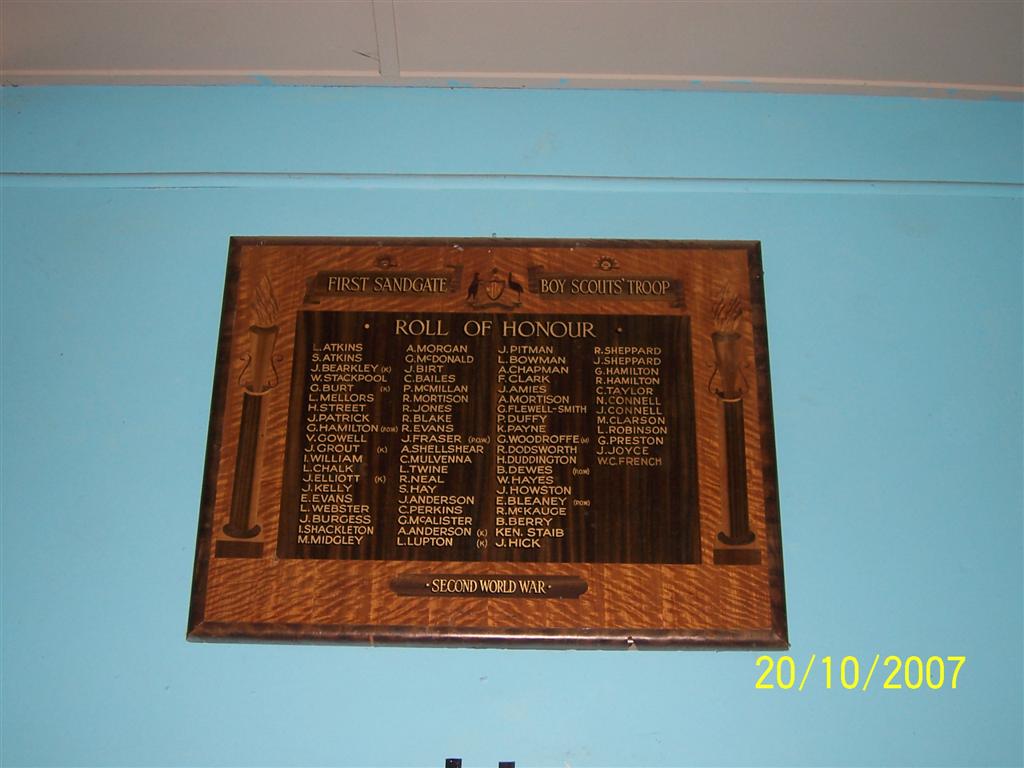 FIRST SANDGATE BOY SCOUTS' TROOP
ROLL OF HONOUR
L. ATKINS
S. ATKINS
J. BEARKLEY (K)
W. STACKPOOL
G. BURT (K)
L. MELLORS
H. STREET
J. PATRICK
G. HAMILTON (P.O.W)
V. GOWELL
J. GROUT (K)
I. WILLIAM
L. CHALK
J. ELLIOTT (K)
J. KELLY
E. EVANS
L. WEBSTER
J. BURGESS
I. SHACKLETON
M. MIDGLEY
A. MORGAN
G. McDONALD
J. BIRT
C. BAILES
P. McMILLAN
R. MORTISON
R. JONES
R. BLAKE
R. EVANS
J. FRASER (P.O.W)
A. SHELLSHEAR
C. MULVENNA
L. TWINE
R. NEAL
S. HAY
J. ANDERSON
C. PERKINS
G. McALISTER
A. ANDERSON (K)
L. LUPTON (K)
J. PITMAN
L. BOWMAN
A. CHAPMAN
F. CLARK
J. AMIES
A. MORTISON
G. FLEWELL-SMITH
P. DUFFY
K. PAYNE
G. WOODROFFE
R. DODSWORTH
H. DUDDINGTON
B. DEWES (P.O.W)
W. HAYES
J. HOWSTON
E. BLEANEY (P.O.W)
R. McKAUGE
B. BERRY
KEN. STAIB
J. HICK
R. SHEPPARD
J. SHEPPARD
G. HAMILTON
R. HAMILTON
C. TAYLOR
N. CONNELL
J. CONNELL
M. CLARSON
L. ROBINSON
G. PRESTON
J. JOYCE
W. C. FRENCH
· SECOND WORLD WAR ·
20/10/2007